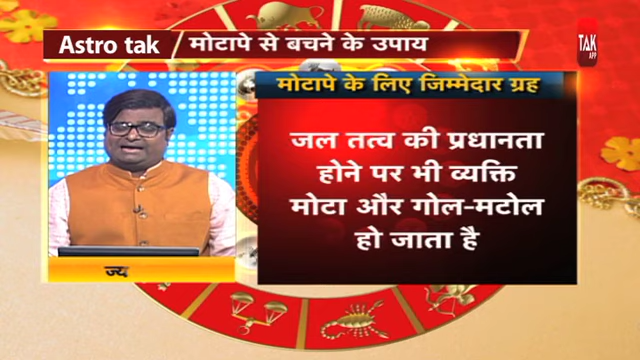 Astro tak
मोटापे से बचने के उपाय
TAK
APP
मोटापे के लिए जिम्मेदार ग्रह
जल तत्व की प्रधानता
होने पर भी व्यक्ति
मोटा और गोल-मटोल
हो जाता है
ज्य